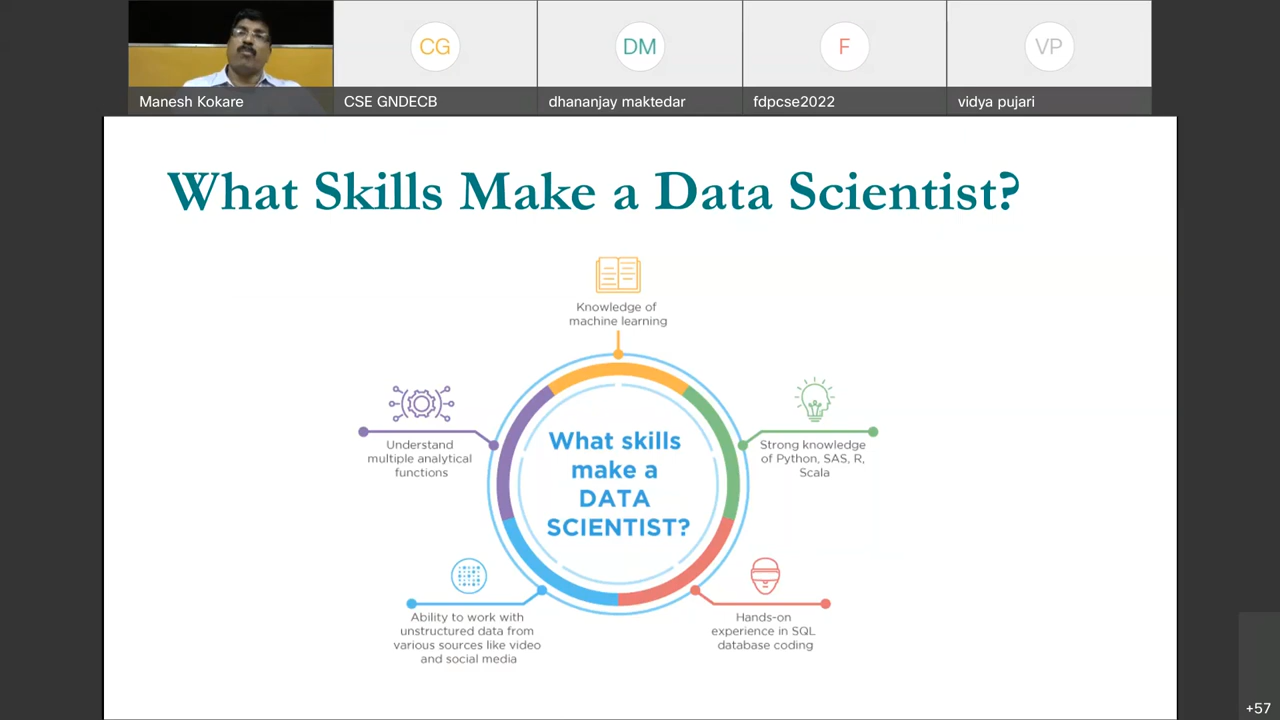 CG
DM
F
VP
Manesh Kokare
CSE GNDECB
dhananjay maktedar
fdpcse2022
vidya pujari
What Skills Make a Data Scientist?
Knowledge of
machine learning
Understand
multiple analytical
functions
What skills
make a
DATA
SCIENTIST?
Strong knowledge
of Python, SAS, R,
Scala
Ability to work with
unstructured data from
various sources like video
and social media
Hands-on
experience in SQL
database coding
+57